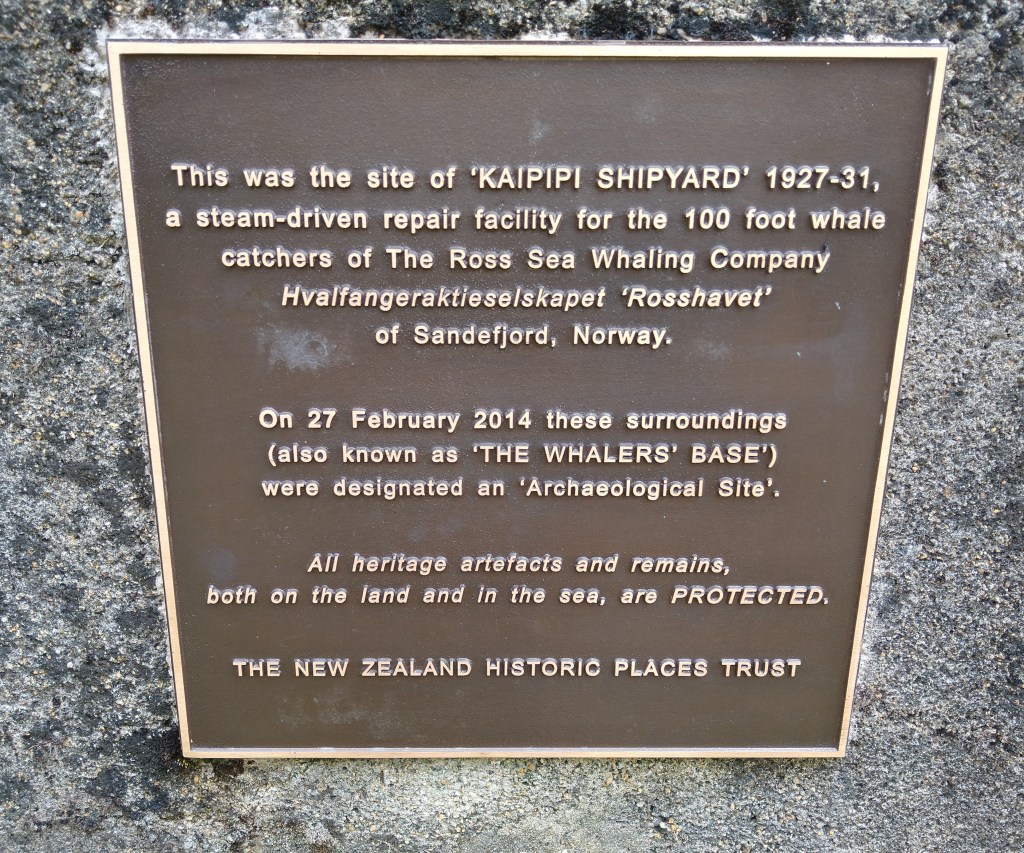 This was the site of ‘KAIPIPI SHIPYARD’ 1927-31,
a steam-driven repair facility for the 100 foot whale
catchers of The Ross Sea Whaling Company
Hvalfangeraktieselskapet ‘Rosshavet’
of Sandefjord, Norway.
On 27 February 2014 these surroundings
(also known as ‘THE WHALERS’ BASE’)
were designated an ‘Archaeological Site’.
All heritage artefacts and remains,
both on the land and in the sea, are PROTECTED.
THE NEW ZEALAND HISTORIC PLACES TRUST